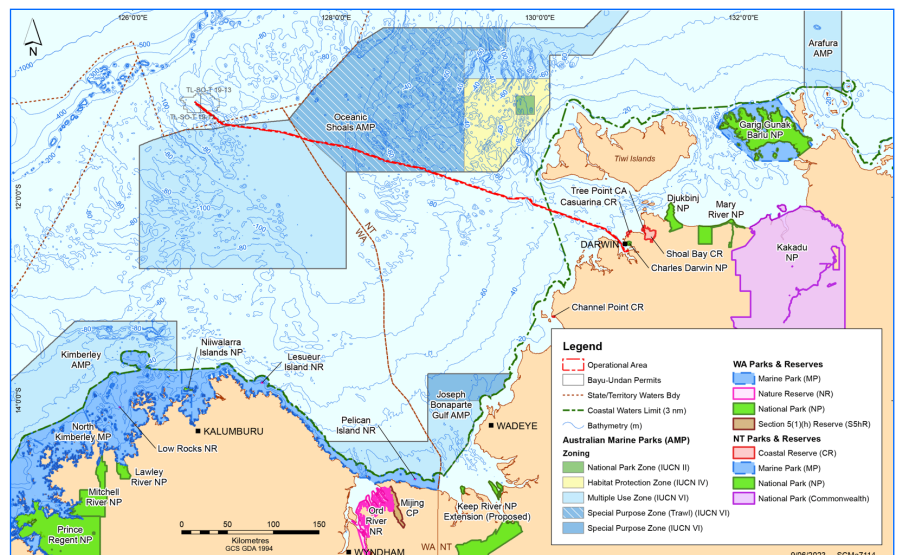 126°0'0"E
128°0'0"E
130°0'0"E
132°0'0"E
N
Arafura
AMP
-500
-1000
TL-SO-T 19-13
Oceanic
Shoals AMP
Garig Gunak
Barlu NP
Tiwi Islands
12°0'0"S
Tree Point CA
Casuarina CR
Djukbinj
NP
Mary
River NP
NT
WA
DARWIN
Shoal Bay CR
Charles Darwin NP
Kakadu
NP
Channel Point CR
Kimberley
AMP
Niiwalarra
Islands NP
Lesueur
Island NR
14°0'0"S
Joseph
Bonaparte
Gulf AMP
Pelican
Island NR
WADEYE
North
Kimberley MP
KALUMBURU
Low Rocks NR
Lawley
River NP
Mitchell
River NP
Prince
Regent NP
Ord
River
NR
Mijing
CP
Keep River NP
Extension (Proposed)
0 50 100 150
Kilometres
GCS GDA 1994
WYNDHAM
WA NT
Legend
Operational Area
Bayu-Undan Permits
State/Territory Waters Bdy
Coastal Waters Limit (3 nm)
Bathymetry (m)
Australian Marine Parks (AMP)
Zoning
National Park Zone (IUCN II)
Habitat Protection Zone (IUCN IV)
Multiple Use Zone (IUCN VI)
Special Purpose Zone (Trawl) (IUCN VI)
Special Purpose Zone (IUCN VI)
WA Parks & Reserves
Marine Park (MP)
Nature Reserve (NR)
National Park (NP)
Section 5(1)(h) Reserve (S5hR)
NT Parks & Reserves
Coastal Reserve (CR)
Marine Park (MP)
National Park (NP)
National Park (Commonwealth)